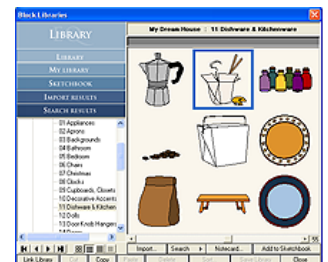 Block Libraries
LIBRARY
My Dream House : 11 Dishware & Kitchenware
LIBRARY
MY LIBRARY
SKETCHBOOK
IMPORT RESULTS
SEARCH RESULTS
01 Appliances
02 Aprons
03 Backgrounds
04 Bathroom
05 Bedroom
06 Chairs
07 Christmas
08 Clocks
09 Cupboards, Closets
10 Decorative Accents
11 Dishware & Kitchen
12 Dolls
13 Door Knob Hangers
Import...
Search
Notecard...
Add to Sketchbook
55
Link Library
Cut
Copy
Paste
Delete
Sort
Save Library
Close